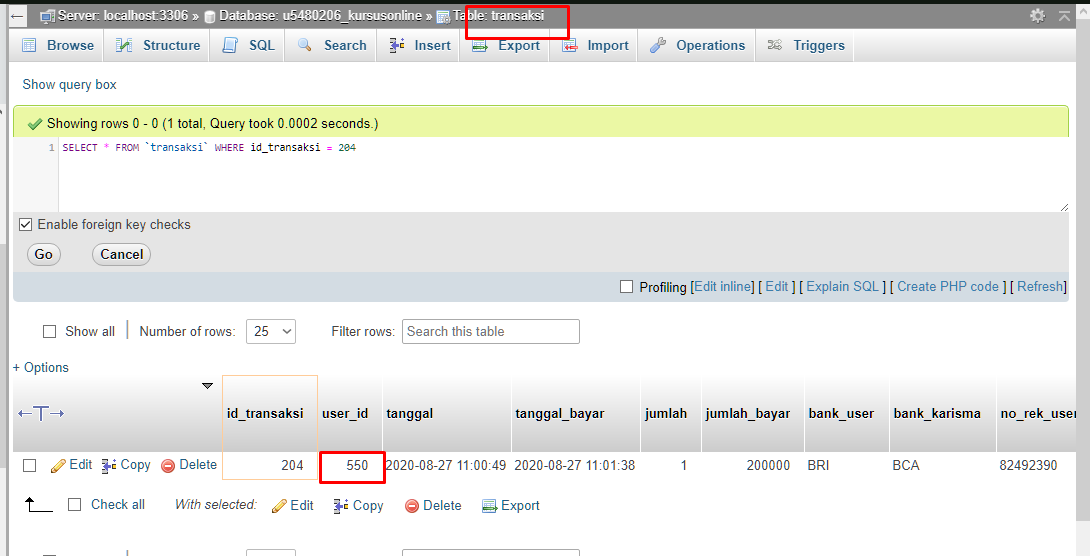 Server: localhost:3306 » Database: u5480206_kursusonline » Table: transaksi
Browse Structure SQL Search Insert Export Import Operations Triggers
Show query box
Showing rows 0 - 0 (1 total, Query took 0.0002 seconds.)
1 SELECT * FROM `transaksi` WHERE id_transaksi = 204
Enable foreign key checks
Go Cancel
Profiling [Edit inline] [ Edit ] [ Explain SQL ] [ Create PHP code ] [ Refresh]
Show all Number of rows: 25 Filter rows: Search this table
+ Options
←T→ id_transaksi user_id tanggal tanggal_bayar jumlah jumlah_bayar bank_user bank_karisma no_rek_user
Edit Copy Delete 204 550 2020-08-27 11:00:49 2020-08-27 11:01:38 1 200000 BRI BCA 82492390
Check all With selected: Edit Copy Delete Export